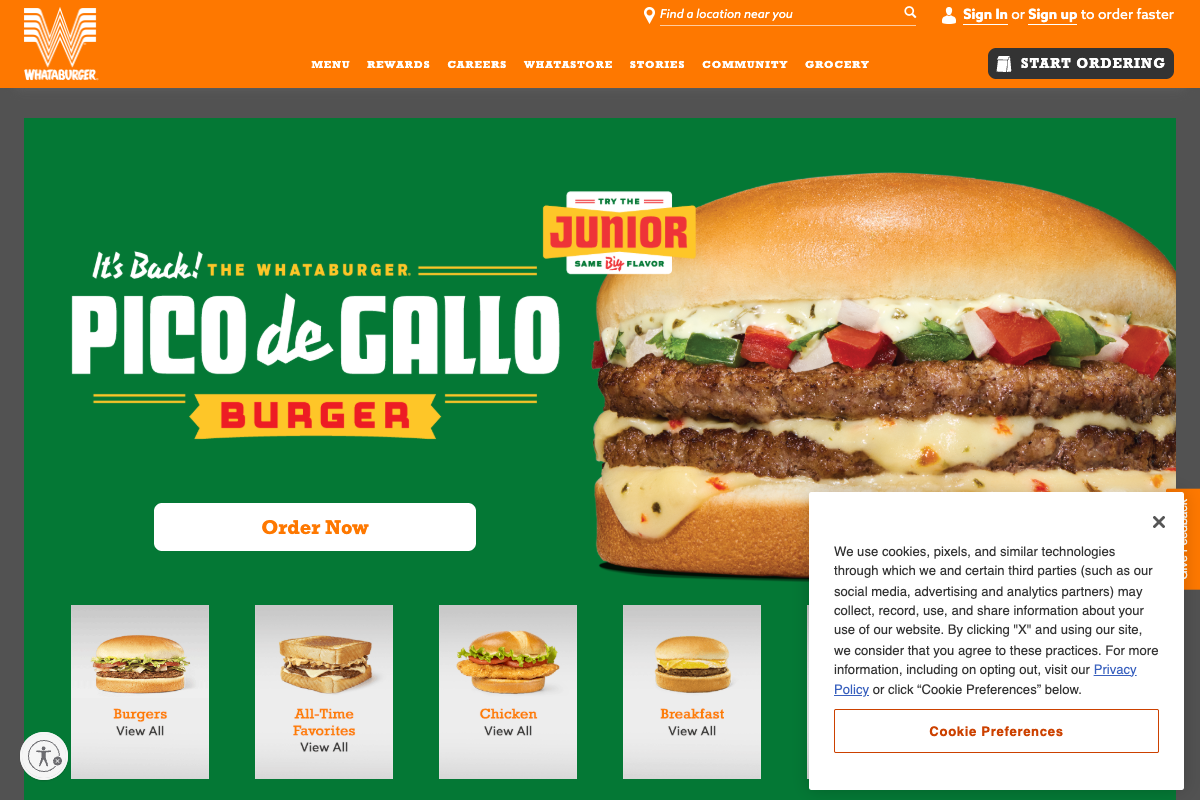 WHATABURGER
Find a location near you
Sign In or Sign up to order faster
MENU REWARDS CAREERS WHATASTORE STORIES COMMUNITY GROCERY
START ORDERING
TRY THE
JUNIOR
SAME Big FLAVOR
It's Back! THE WHATABURGER®
PICO de GALLO
BURGER
Order Now
Give Feedback
We use cookies, pixels, and similar technologies
through which we and certain third parties (such as our
social media, advertising and analytics partners) may
collect, record, use, and share information about your
use of our website. By clicking "X" and using our site,
we consider that you agree to these practices. For more
information, including on opting out, visit our Privacy
Policy or click “Cookie Preferences” below.
Cookie Preferences
Burgers
View All
All-Time
Favorites
View All
Chicken
View All
Breakfast
View All